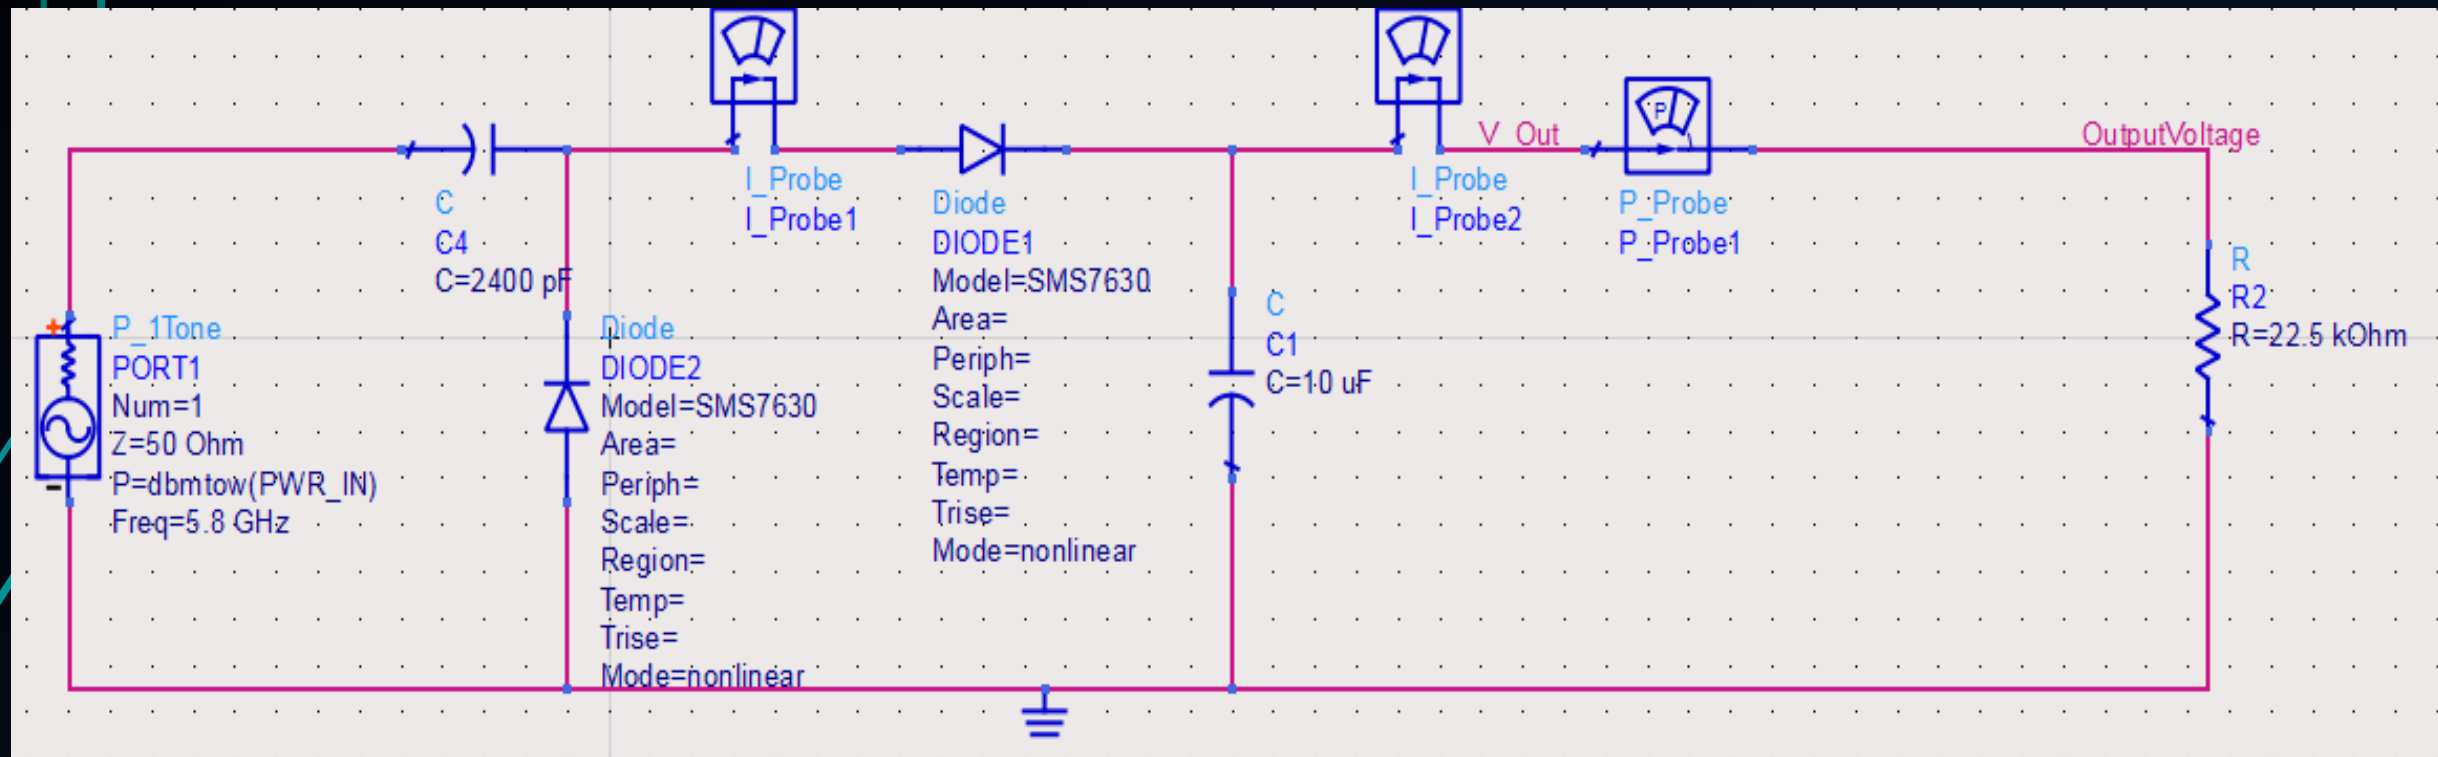 V_Out
P
OutputVoltage
C
C4
C=2400 pF
I_Probe
I_Probe1
Diode
DIODE1
Model=SMS7630
Area=
Periph=
Scale=
Region=
Temp=
Trise=
Mode=nonlinear
I_Probe
I_Probe2
P_Probe
P_Probe1
R
R2
R=22.5 kOhm
C
C1
C=10 uF
+
-
P_1Tone
PORT1
Num=1
Z=50 Ohm
P=dbmtow(PWR_IN)
Freq=5.8 GHz
Diode
DIODE2
Model=SMS7630
Area=
Periph=
Scale=
Region=
Temp=
Trise=
Mode=nonlinear